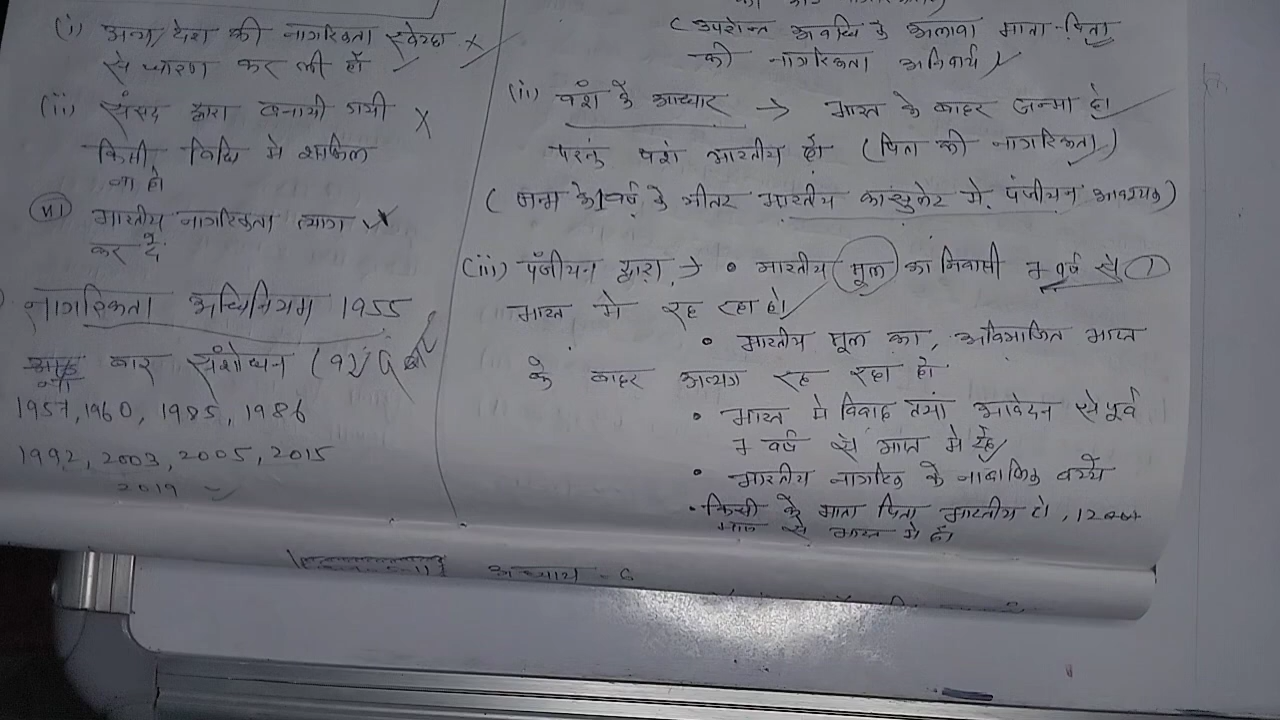 (i) अन्य देश की नागरिकता स्वेच्छा
से धारण कर ली हों
(ii) संसद द्वारा बनायी गयी
किसी विधि मे शामिल
ना हो
(iii) भारतीय नागरिकता त्याग
कर दें
नागरिकता अधिनियम 1955
नौ बार संशोधन (9)
1957, 1960, 1985, 1986
1992, 2003, 2005, 2015
2019
(उपरोक्त अवधि के अलावा माता-पिता
की नागरिकता अनिवार्य)
(ii) वंश के आधार → भारत के बाहर जन्मा हो
परन्तु वंश भारतीय हों (पिता की नागरिकता)
(जन्म के 1 वर्ष के भीतर भारतीय कासुलेट मे पंजीयन आवश्यक)
(iii) पंजीयन द्वारा → • भारतीय मूल का निवासी 7 वर्ष से
भारत मे रह रहा हो
• भारतीय मूल का, अविभाजित भारत
के बाहर अन्यत्र रह रहा हो
• भारत मे विवाह तथा आवेदन से पूर्व
7 वर्ष से भारत मे रहे
• भारतीय नागरिक के नाबालिक बच्चें
• किसी के माता पिता भारतीय हो, 12
से भारत मे हों
अध्याय - 6